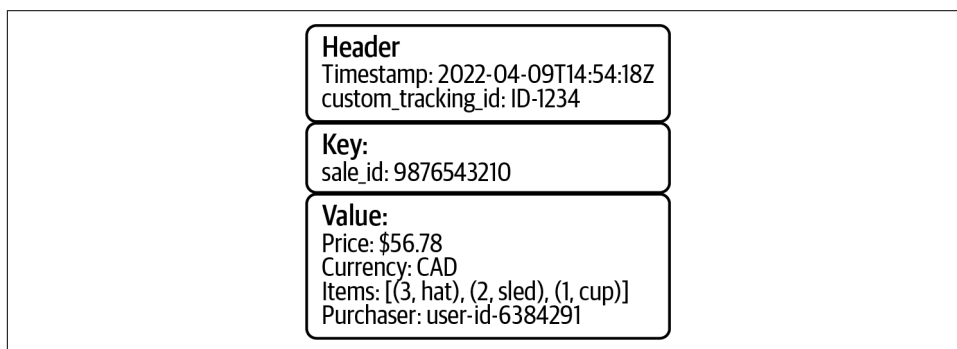 Header
Timestamp: 2022-04-09T14:54:18Z
custom_tracking_id: ID-1234
Key:
sale_id: 9876543210
Value:
Price: $56.78
Currency: CAD
Items: [(3, hat), (2, sled), (1, cup)]
Purchaser: user-id-6384291